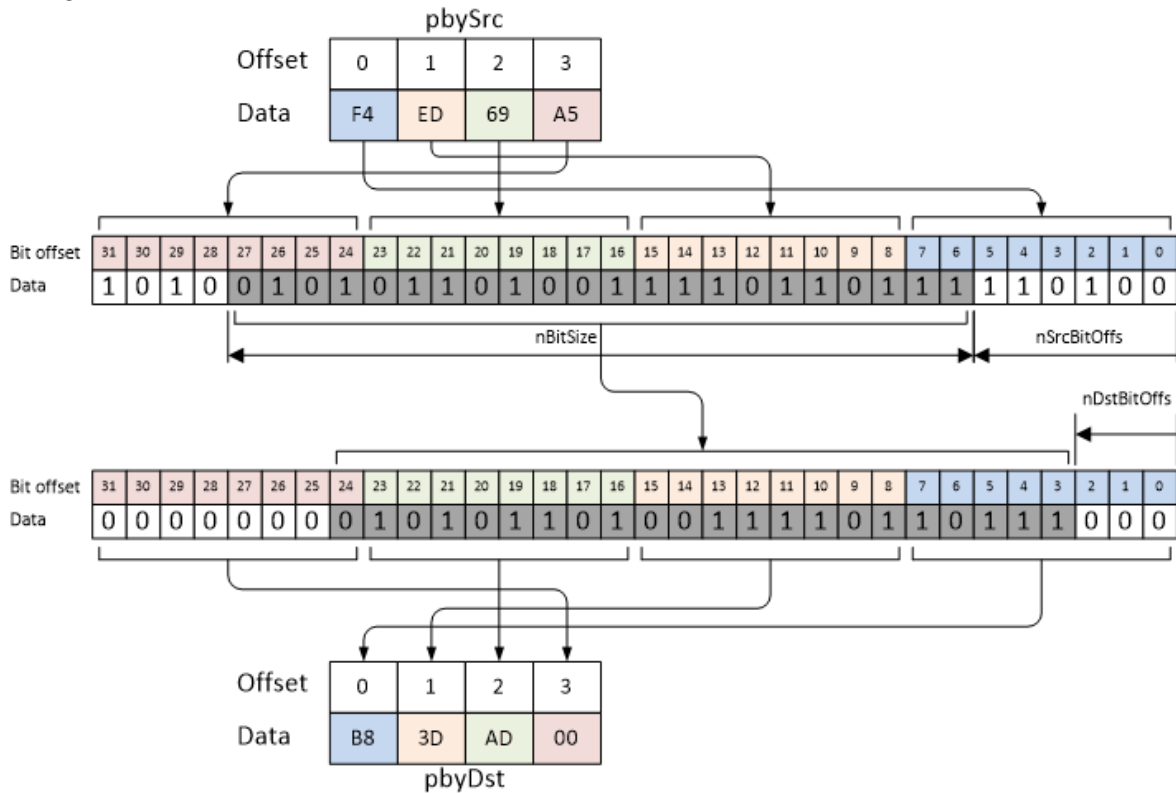 pbySrc
Offset 0 1 2 3
Data F4 ED 69 A5
Bit offset 31 30 29 28 27 26 25 24 23 22 21 20 19 18 17 16 15 14 13 12 11 10 9 8 7 6 5 4 3 2 1 0
Data 1 0 1 0 0 1 0 1 0 1 1 0 1 0 0 1 1 1 1 0 1 1 0 1 1 1 1 1 0 1 0 0
nBitSize nSrcBitOffs
nDstBitOffs
Bit offset 31 30 29 28 27 26 25 24 23 22 21 20 19 18 17 16 15 14 13 12 11 10 9 8 7 6 5 4 3 2 1 0
Data 0 0 0 0 0 0 0 0 1 0 1 0 1 1 0 1 0 0 1 1 1 1 0 1 1 0 1 1 1 0 0 0
Offset 0 1 2 3
Data B8 3D AD 00
pbyDst